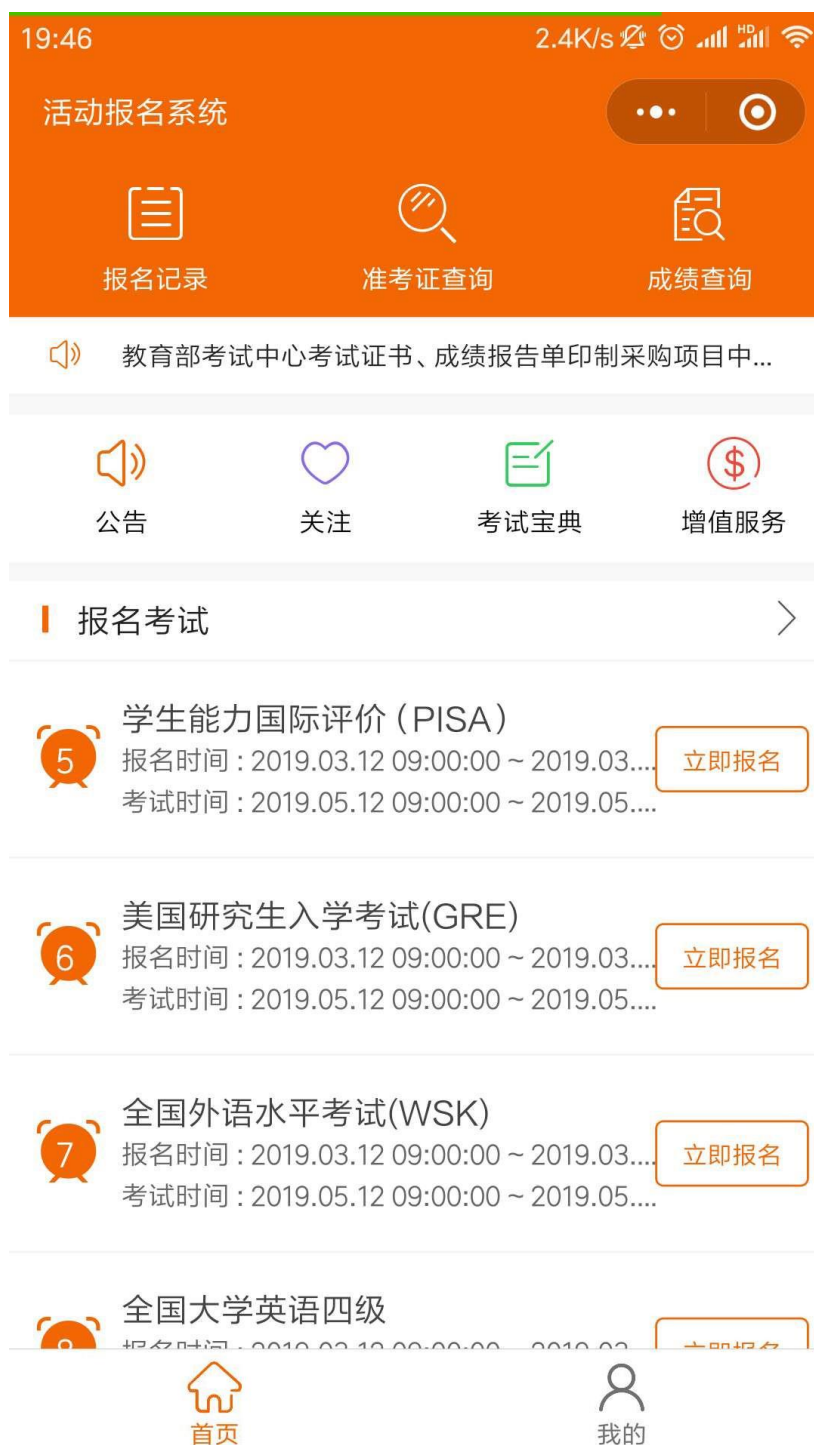 19:46 2.4K/s HD
活动报名系统
报名记录 准考证查询 成绩查询
教育部考试中心考试证书、成绩报告单印制采购项目中...
公告 关注 考试宝典 增值服务
报名考试
学生能力国际评价（PISA）
5 报名时间：2019.03.12 09:00:00 ~ 2019.03.... 立即报名
考试时间：2019.05.12 09:00:00 ~ 2019.05....
美国研究生入学考试(GRE)
6 报名时间：2019.03.12 09:00:00 ~ 2019.03.... 立即报名
考试时间：2019.05.12 09:00:00 ~ 2019.05....
全国外语水平考试(WSK)
7 报名时间：2019.03.12 09:00:00 ~ 2019.03.... 立即报名
考试时间：2019.05.12 09:00:00 ~ 2019.05....
全国大学英语四级
首页 我的